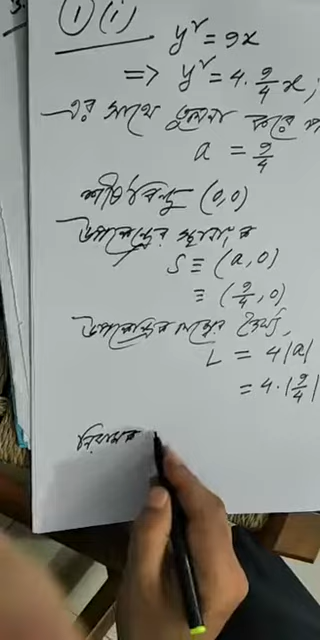 ① (i)
y² = 9x
=> y² = 4. 9/4 x;
-এর সাথে তুলনা করে
a = 9/4
শীর্ষবিন্দু (0,0)
উপকেন্দ্রের স্থানাংক
S ≡ (a, 0)
≡ (9/4, 0)
উপকেন্দ্রিক লম্বের দৈর্ঘ্য,
L = 4|a|
= 4.|9/4|
নিয়ামক